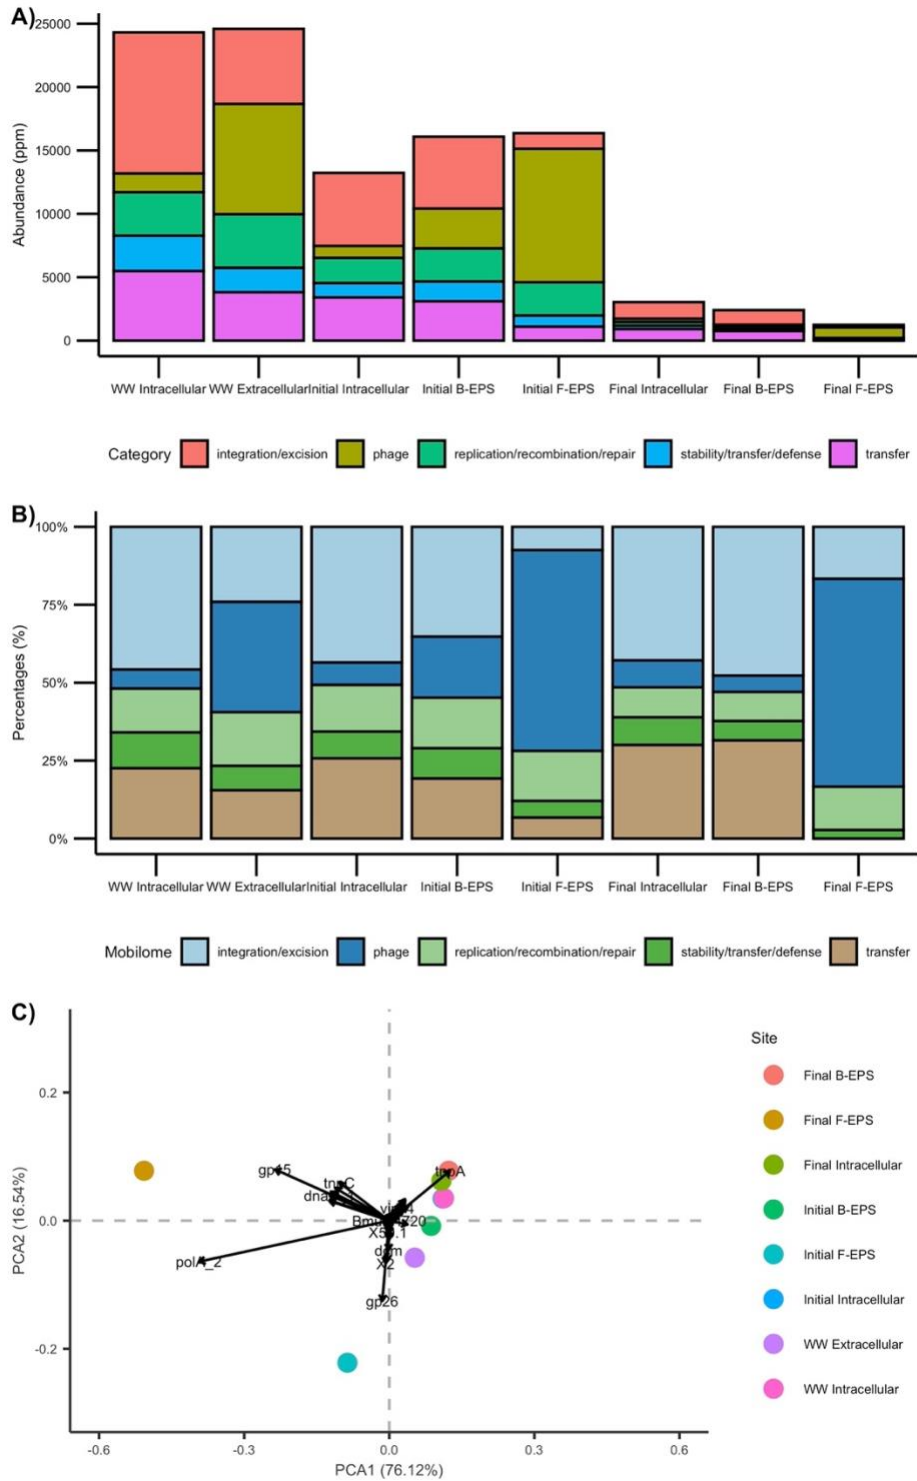 A)
Abundance (ppm)
25000
20000
15000
10000
5000
0
WW Intracellular WW Extracellular Initial Intracellular Initial B-EPS Initial F-EPS Final Intracellular Final B-EPS Final F-EPS
Category integration/excision phage replication/recombination/repair stability/transfer/defense transfer
B)
Percentages (%)
100%
75%
50%
25%
0%
WW Intracellular WW Extracellular Initial Intracellular Initial B-EPS Initial F-EPS Final Intracellular Final B-EPS Final F-EPS
Mobilome integration/excision phage replication/recombination/repair stability/transfer/defense transfer
C)
PCA2 (16.54%)
0.2
0.0
-0.2
gp45
polA_2
gp26
-0.6 -0.3 0.0 0.3 0.6
PCA1 (76.12%)
Site
Final B-EPS
Final F-EPS
Final Intracellular
Initial B-EPS
Initial F-EPS
Initial Intracellular
WW Extracellular
WW Intracellular